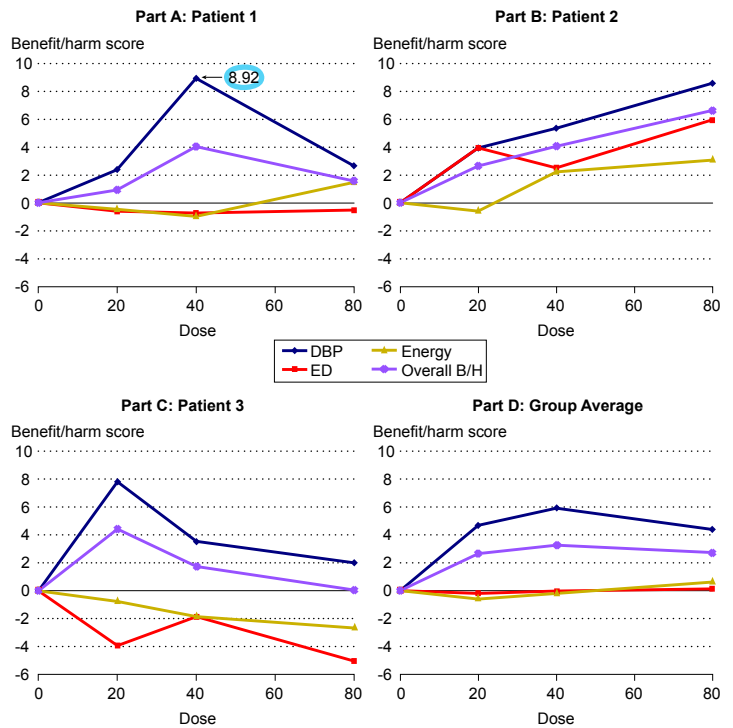 Part A: Patient 1
Benefit/harm score
10
8
6
4
2
0
-2
-4
-6
8.92
0 20 40 60 80
Dose
Part B: Patient 2
Benefit/harm score
10
8
6
4
2
0
-2
-4
-6
0 20 40 60 80
Dose
DBP Energy
ED Overall B/H
Part C: Patient 3
Benefit/harm score
10
8
6
4
2
0
-2
-4
-6
0 20 40 60 80
Dose
Part D: Group Average
Benefit/harm score
10
8
6
4
2
0
-2
-4
-6
0 20 40 60 80
Dose